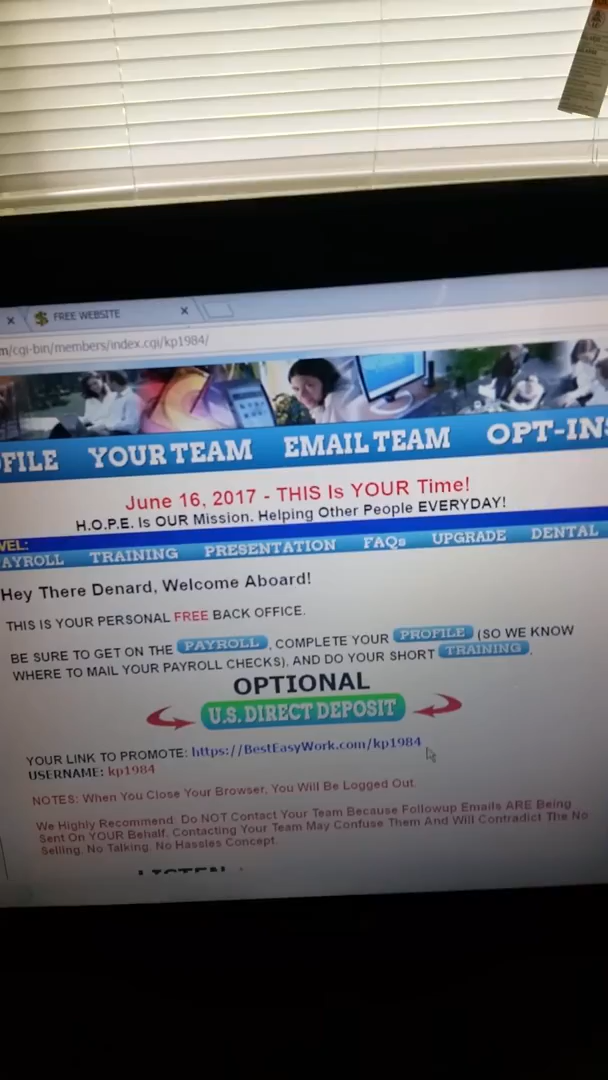 FREE WEBSITE
m/cgi-bin/members/index.cgi/kp1984/
FILE YOUR TEAM EMAIL TEAM OPT-INS
June 16, 2017 - THIS Is YOUR Time!
H.O.P.E. Is OUR Mission. Helping Other People EVERYDAY!
VEL:
AYROLL TRAINING PRESENTATION FAQs UPGRADE DENTAL
Hey There Denard, Welcome Aboard!
THIS IS YOUR PERSONAL FREE BACK OFFICE.
BE SURE TO GET ON THE PAYROLL , COMPLETE YOUR PROFILE (SO WE KNOW
WHERE TO MAIL YOUR PAYROLL CHECKS), AND DO YOUR SHORT TRAINING .
OPTIONAL
U.S. DIRECT DEPOSIT
YOUR LINK TO PROMOTE: https://BestEasyWork.com/kp1984
USERNAME: kp1984
NOTES: When You Close Your Browser, You Will Be Logged Out.
We Highly Recommend: Do NOT Contact Your Team Because Followup Emails ARE Being
Sent On YOUR Behalf. Contacting Your Team May Confuse Them And Will Contradict The No
Selling, No Talking, No Hassles Concept.